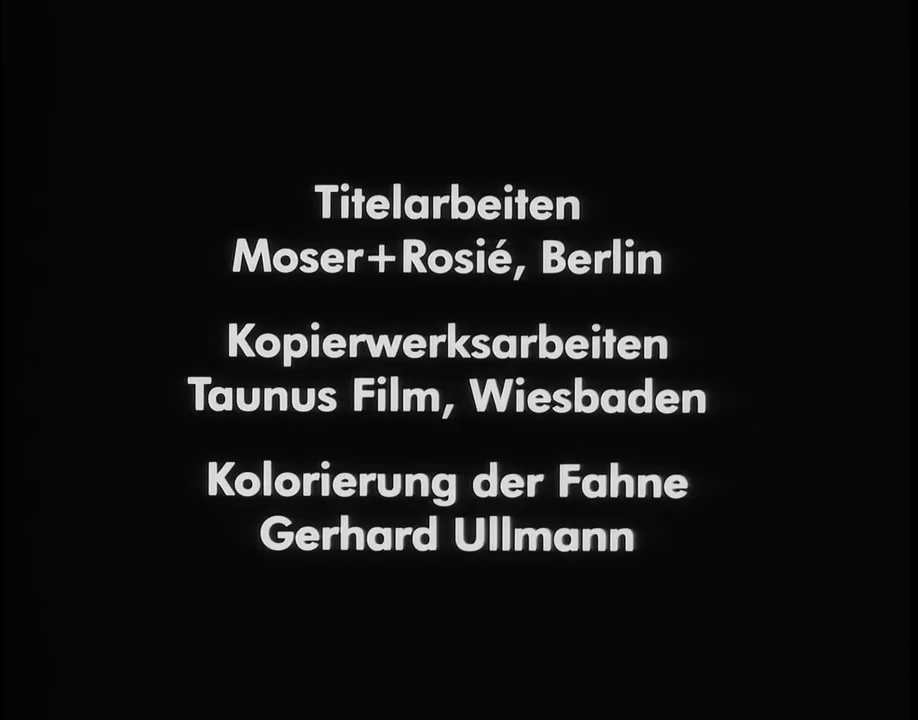 Titelarbeiten
Moser+Rosié, Berlin
Kopierwerksarbeiten
Taunus Film, Wiesbaden
Kolorierung der Fahne
Gerhard Ullmann